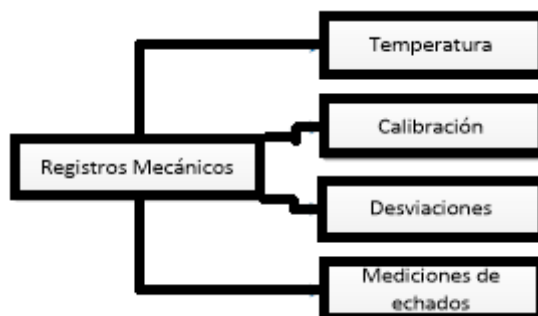 Temperatura
Calibración
Registros Mecánicos
Desviaciones
Mediciones de
echados